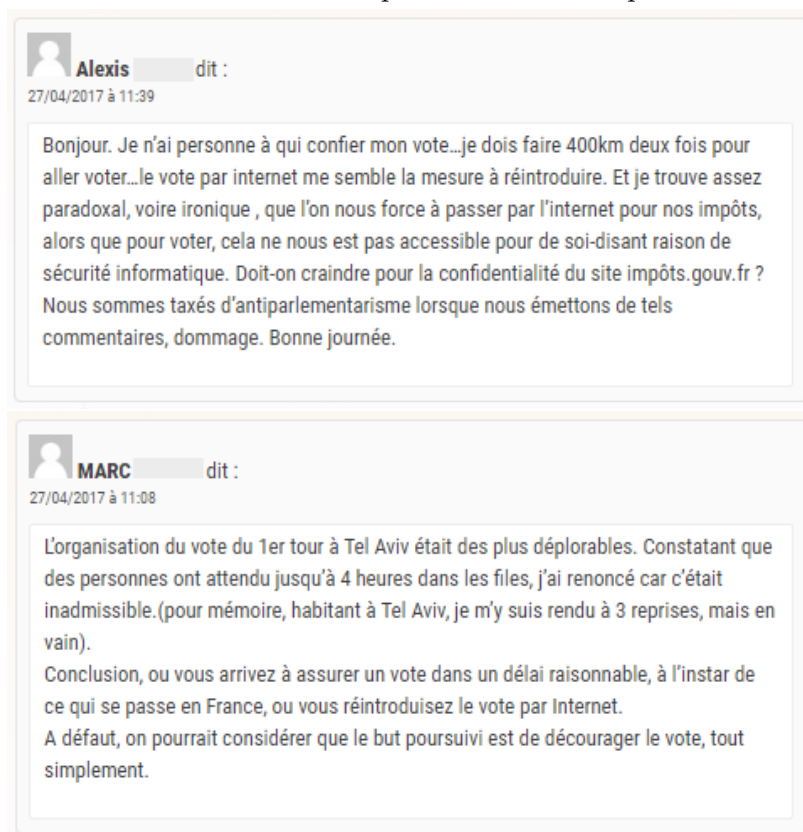 Alexis dit :
27/04/2017 à 11:39
Bonjour. Je n'ai personne à qui confier mon vote…je dois faire 400km deux fois pour
aller voter…le vote par internet me semble la mesure à réintroduire. Et je trouve assez
paradoxal, voire ironique , que l'on nous force à passer par l'internet pour nos impôts,
alors que pour voter, cela ne nous est pas accessible pour de soi-disant raison de
sécurité informatique. Doit-on craindre pour la confidentialité du site impôts.gouv.fr ?
Nous sommes taxés d'antiparlementarisme lorsque nous émettons de tels
commentaires, dommage. Bonne journée.
MARC dit :
27/04/2017 à 11:08
L'organisation du vote du 1er tour à Tel Aviv était des plus déplorables. Constatant que
des personnes ont attendu jusqu'à 4 heures dans les files, j'ai renoncé car c'était
inadmissible.(pour mémoire, habitant à Tel Aviv, je m'y suis rendu à 3 reprises, mais en
vain).
Conclusion, ou vous arrivez à assurer un vote dans un délai raisonnable, à l'instar de
ce qui se passe en France, ou vous réintroduisez le vote par Internet.
A défaut, on pourrait considérer que le but poursuivi est de décourager le vote, tout
simplement.